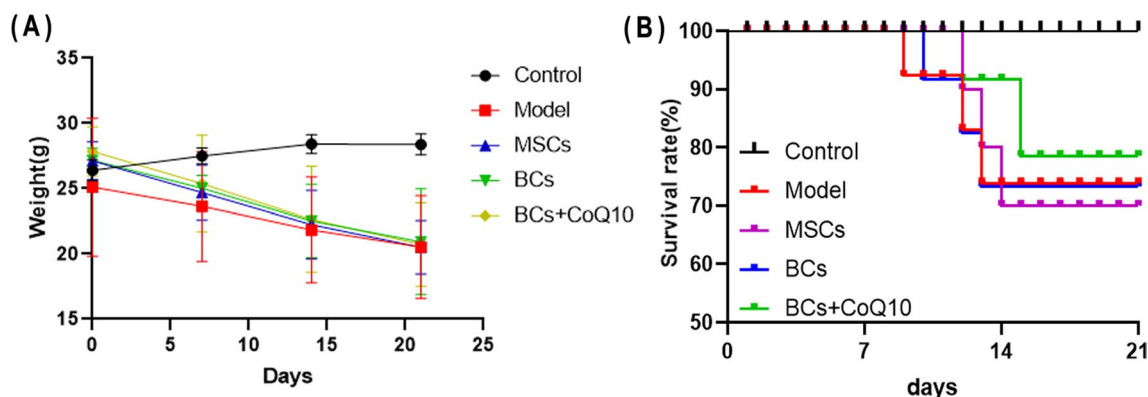 (A)
35
30
25
20
15
Weight(g)
0 5 10 15 20 25
Days
Control
Model
MSCs
BCs
BCs+CoQ10
(B)
100
90
80
70
60
50
Survival rate(%)
0 7 14 21
days
Control
Model
MSCs
BCs
BCs+CoQ10